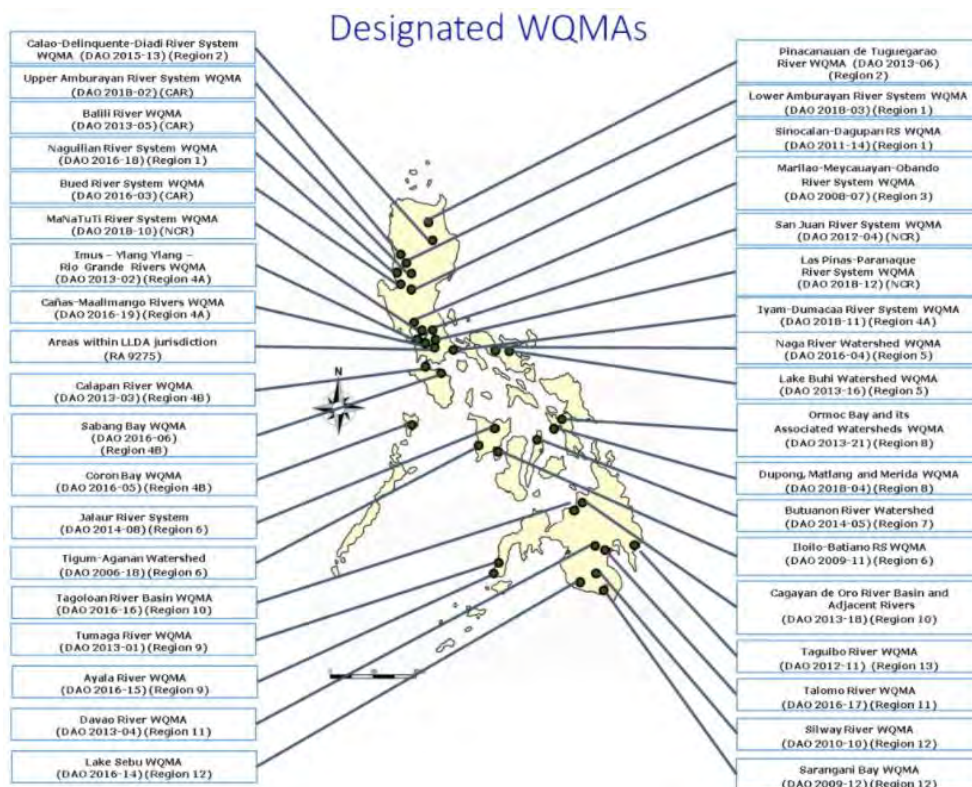 Designated WQMAs
Calao-Delinquente-Diadi River System
WQMA (DAO 2015-13) (Region 2)
Upper Amburayan River System WQMA
(DAO 2018-02) (CAR)
Balili River WQMA
(DAO 2013-05) (CAR)
Naguilian River System WQMA
(DAO 2016-18) (Region 1)
Bued River System WQMA
(DAO 2016-03) (CAR)
MaNaTuTi River System WQMA
(DAO 2018-10) (NCR)
Imus – Ylang Ylang –
Rio Grande Rivers WQMA
(DAO 2013-02) (Region 4A)
Cañas-Maalimango Rivers WQMA
(DAO 2016-19) (Region 4A)
Areas within LLDA jurisdiction
(RA 9275)
Calapan River WQMA
(DAO 2013-03) (Region 4B)
Sabang Bay WQMA
(DAO 2016-06)
(Region 4B)
Coron Bay WQMA
(DAO 2016-05) (Region 4B)
Jalaur River System
(DAO 2014-08) (Region 6)
Tigum-Aganan Watershed
(DAO 2006-18) (Region 6)
Tagoloan River Basin WQMA
(DAO 2016-16) (Region 10)
Tumaga River WQMA
(DAO 2013-01) (Region 9)
Ayala River WQMA
(DAO 2016-15) (Region 9)
Davao River WQMA
(DAO 2013-04) (Region 11)
Lake Sebu WQMA
(DAO 2016-14) (Region 12)
N
Pinacanauan de Tuguegarao
River WQMA (DAO 2013-06)
(Region 2)
Lower Amburayan River System WQMA
(DAO 2018-03) (Region 1)
Sinocalan-Dagupan RS WQMA
(DAO 2011-14) (Region 1)
Marilao-Meycauayan-Obando
River System WQMA
(DAO 2008-07) (Region 3)
San Juan River System WQMA
(DAO 2012-04) (NCR)
Las Pinas-Paranaque
River System WQMA
(DAO 2018-12) (NCR)
Iyam-Dumacaa River System WQMA
(DAO 2018-11) (Region 4A)
Naga River Watershed WQMA
(DAO 2016-04) (Region 5)
Lake Buhi Watershed WQMA
(DAO 2013-16) (Region 5)
Ormoc Bay and its
Associated Watersheds WQMA
(DAO 2013-21) (Region 8)
Dupong, Matlang and Merida WQMA
(DAO 2018-04) (Region 8)
Butuanon River Watershed
(DAO 2014-05) (Region 7)
Iloilo-Batiano RS WQMA
(DAO 2009-11) (Region 6)
Cagayan de Oro River Basin and
Adjacent Rivers
(DAO 2013-18) (Region 10)
Taguibo River WQMA
(DAO 2012-11) (Region 13)
Talomo River WQMA
(DAO 2016-17) (Region 11)
Silway River WQMA
(DAO 2010-10) (Region 12)
Sarangani Bay WQMA
(DAO 2009-12) (Region 12)